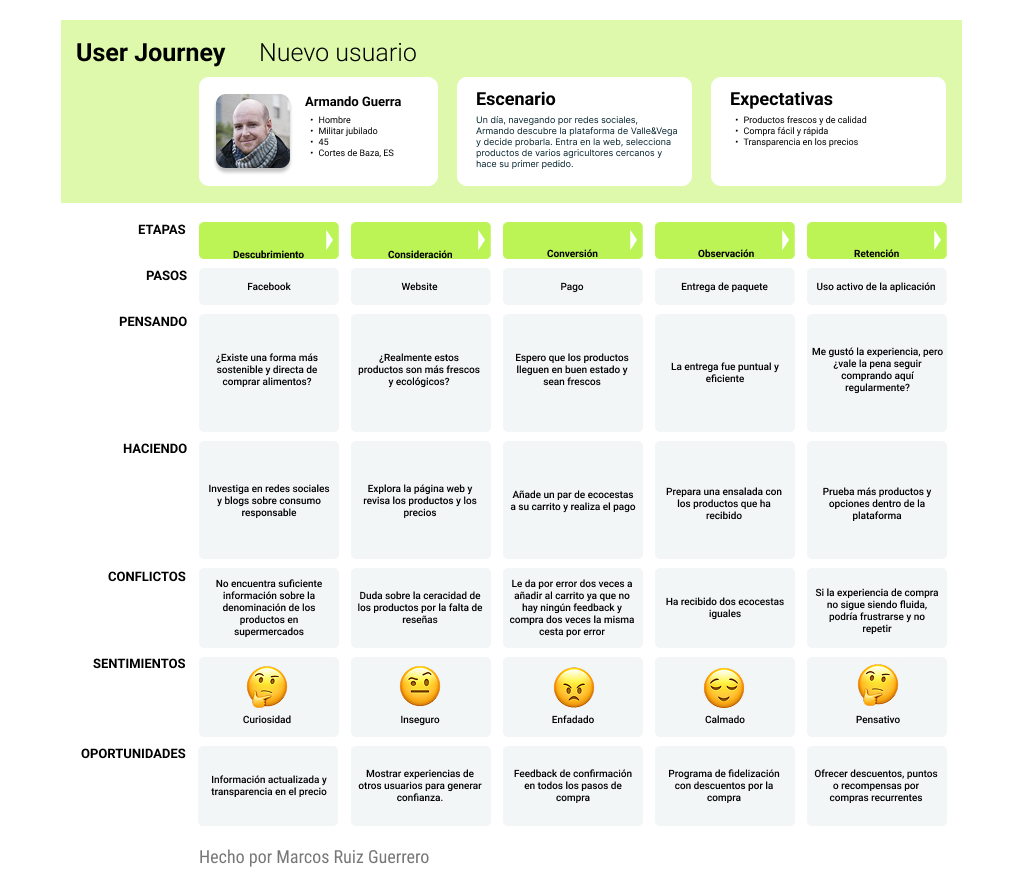 User Journey Nuevo usuario
Armando Guerra
• Hombre
• Militar jubilado
• 45
• Cortes de Baza, ES
Escenario
Un día, navegando por redes sociales,
Armando descubre la plataforma de Valle&Vega
y decide probarla. Entra en la web, selecciona
productos de varios agricultores cercanos y
hace su primer pedido.
Expectativas
• Productos frescos y de calidad
• Compra fácil y rápida
• Transparencia en los precios
ETAPAS
Descubrimiento
Consideración
Conversión
Observación
Retención
PASOS
Facebook
Website
Pago
Entrega de paquete
Uso activo de la aplicación
PENSANDO
¿Existe una forma más
sostenible y directa de
comprar alimentos?
¿Realmente estos
productos son más frescos
y ecológicos?
Espero que los productos
lleguen en buen estado y
sean frescos
La entrega fue puntual y
eficiente
Me gustó la experiencia, pero
¿vale la pena seguir
comprando aquí
regularmente?
HACIENDO
Investiga en redes sociales
y blogs sobre consumo
responsable
Explora la página web y
revisa los productos y los
precios
Añade un par de ecocestas
a su carrito y realiza el pago
Prepara una ensalada con
los productos que ha
recibido
Prueba más productos y
opciones dentro de la
plataforma
CONFLICTOS
No encuentra suficiente
información sobre la
denominación de los
productos en
supermercados
Duda sobre la ceracidad de
los productos por la falta de
reseñas
Le da por error dos veces a
añadir al carrito ya que no
hay ningún feedback y
compra dos veces la misma
cesta por error
Ha recibido dos ecocestas
iguales
Si la experiencia de compra
no sigue siendo fluida,
podría frustrarse y no
repetir
SENTIMIENTOS
Curiosidad
Inseguro
Enfadado
Calmado
Pensativo
OPORTUNIDADES
Información actualizada y
transparencia en el precio
Mostrar experiencias de
otros usuarios para generar
confianza.
Feedback de confirmación
en todos los pasos de
compra
Programa de fidelización
con descuentos por la
compra
Ofrecer descuentos, puntos
o recompensas por
compras recurrentes
Hecho por Marcos Ruiz Guerrero